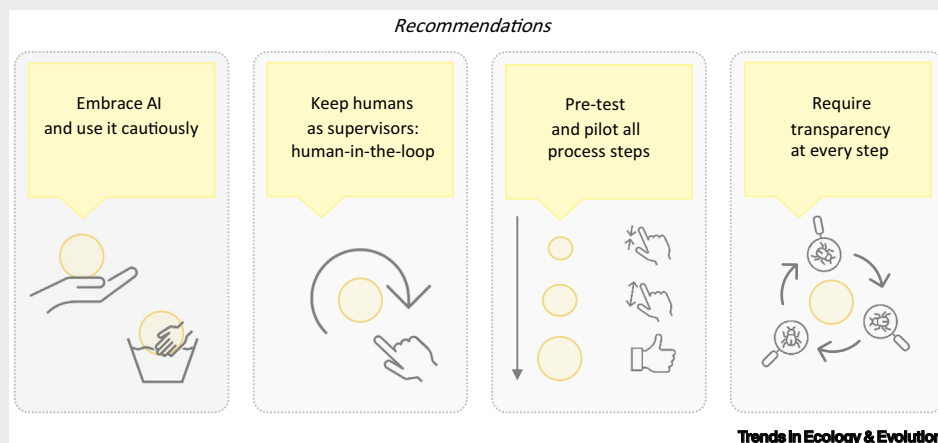 Recommendations
Embrace AI
and use it cautiously
Keep humans
as supervisors:
human-in-the-loop
Pre-test
and pilot all
process steps
Require
transparency
at every step
Trends in Ecology & Evolution